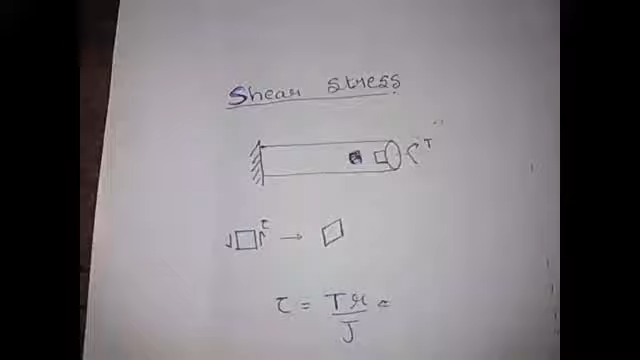 Shear stress
T
τ
τ = Tr/J =